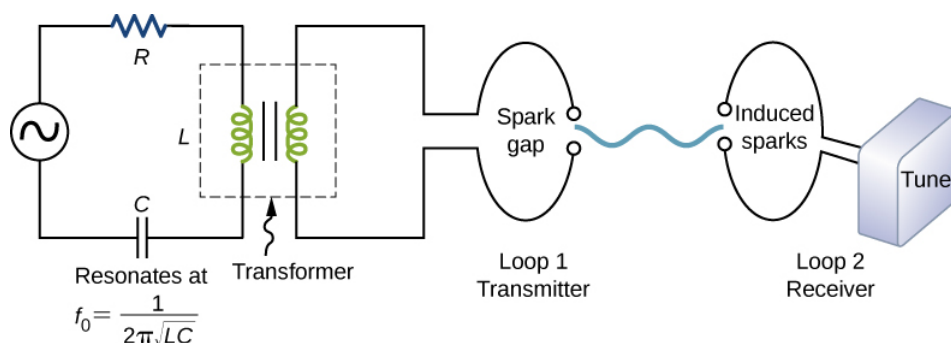 R
L
C
Resonates at
f₀ = 1 / 2π√LC
Transformer
Spark
gap
Loop 1
Transmitter
Induced
sparks
Loop 2
Receiver
Tune